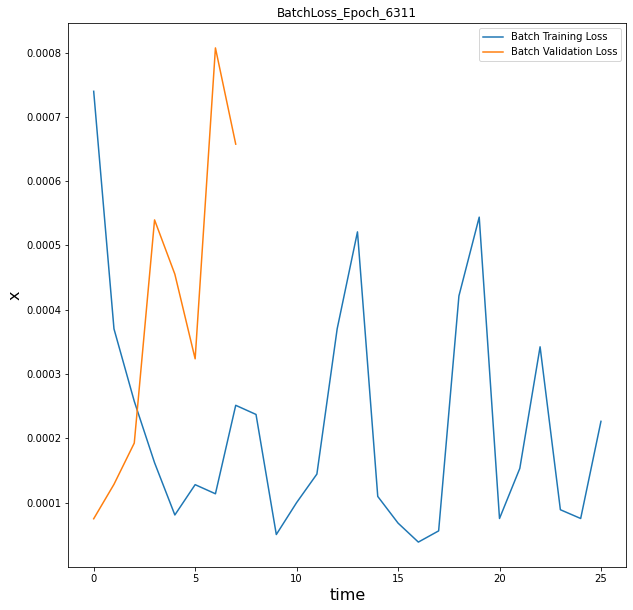 BatchLoss_Epoch_6311
Batch Training Loss
Batch Validation Loss
0.0008
0.0007
0.0006
0.0005
0.0004
0.0003
0.0002
0.0001
x
0 5 10 15 20 25
time